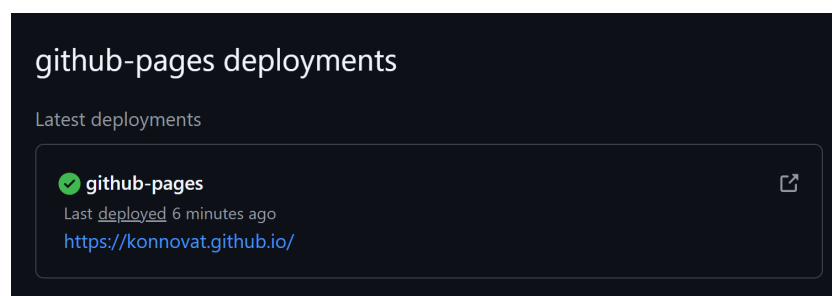 github-pages deployments
Latest deployments
github-pages
Last deployed 6 minutes ago
https://konnovat.github.io/